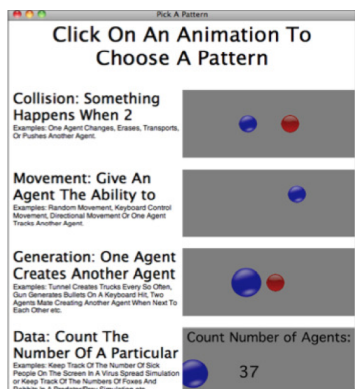 Pick A Pattern
Click On An Animation To
Choose A Pattern
Collision: Something
Happens When 2
Examples: One Agent Changes, Erases, Transports,
Or Pushes Another Agent.
Movement: Give An
Agent The Ability to
Examples: Random Movement, Keyboard Control
Movement, Directional Movement Or One Agent
Tracks Another Agent.
Generation: One Agent
Creates Another Agent
Examples: Tunnel Creates Trucks Every So Often,
Gun Generates Bullets On A Keyboard Hit, Two
Agents Mate Creating Another Agent When Next To
Each Other etc.
Data: Count The
Number Of A Particular
Examples: Keep Track Of The Number Of Sick
People On The Screen In A Virus Spread Simulation
or Keep Track Of The Numbers Of Foxes And
Count Number of Agents:
37